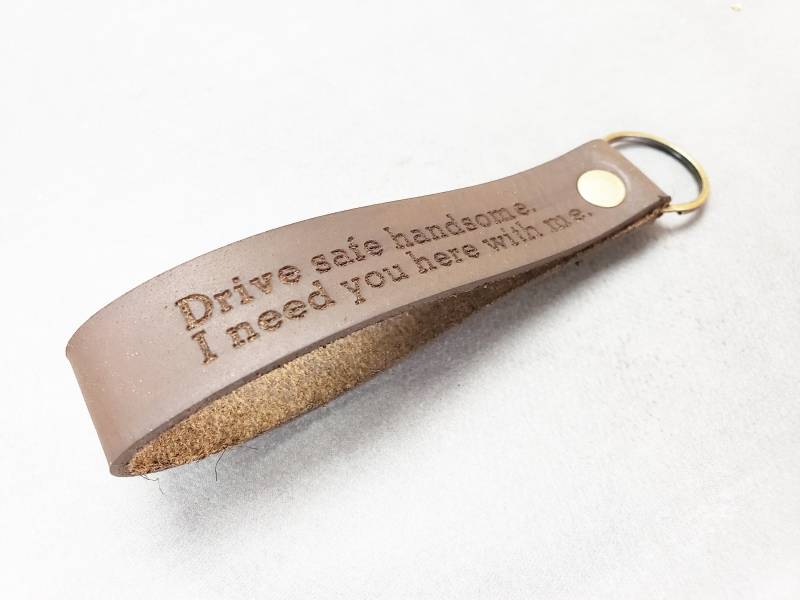 Drive safe handsome.
I need you here with me.